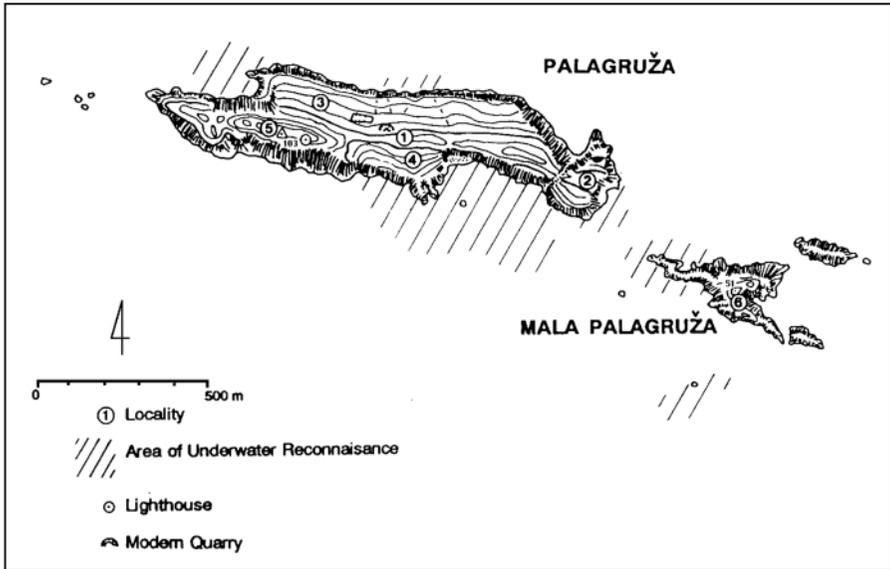 PALAGRUŽA
3
5
103
1
4
2
51
6
MALA PALAGRUŽA
0 500 m
1 Locality
Area of Underwater Reconnaisance
Lighthouse
Modern Quarry